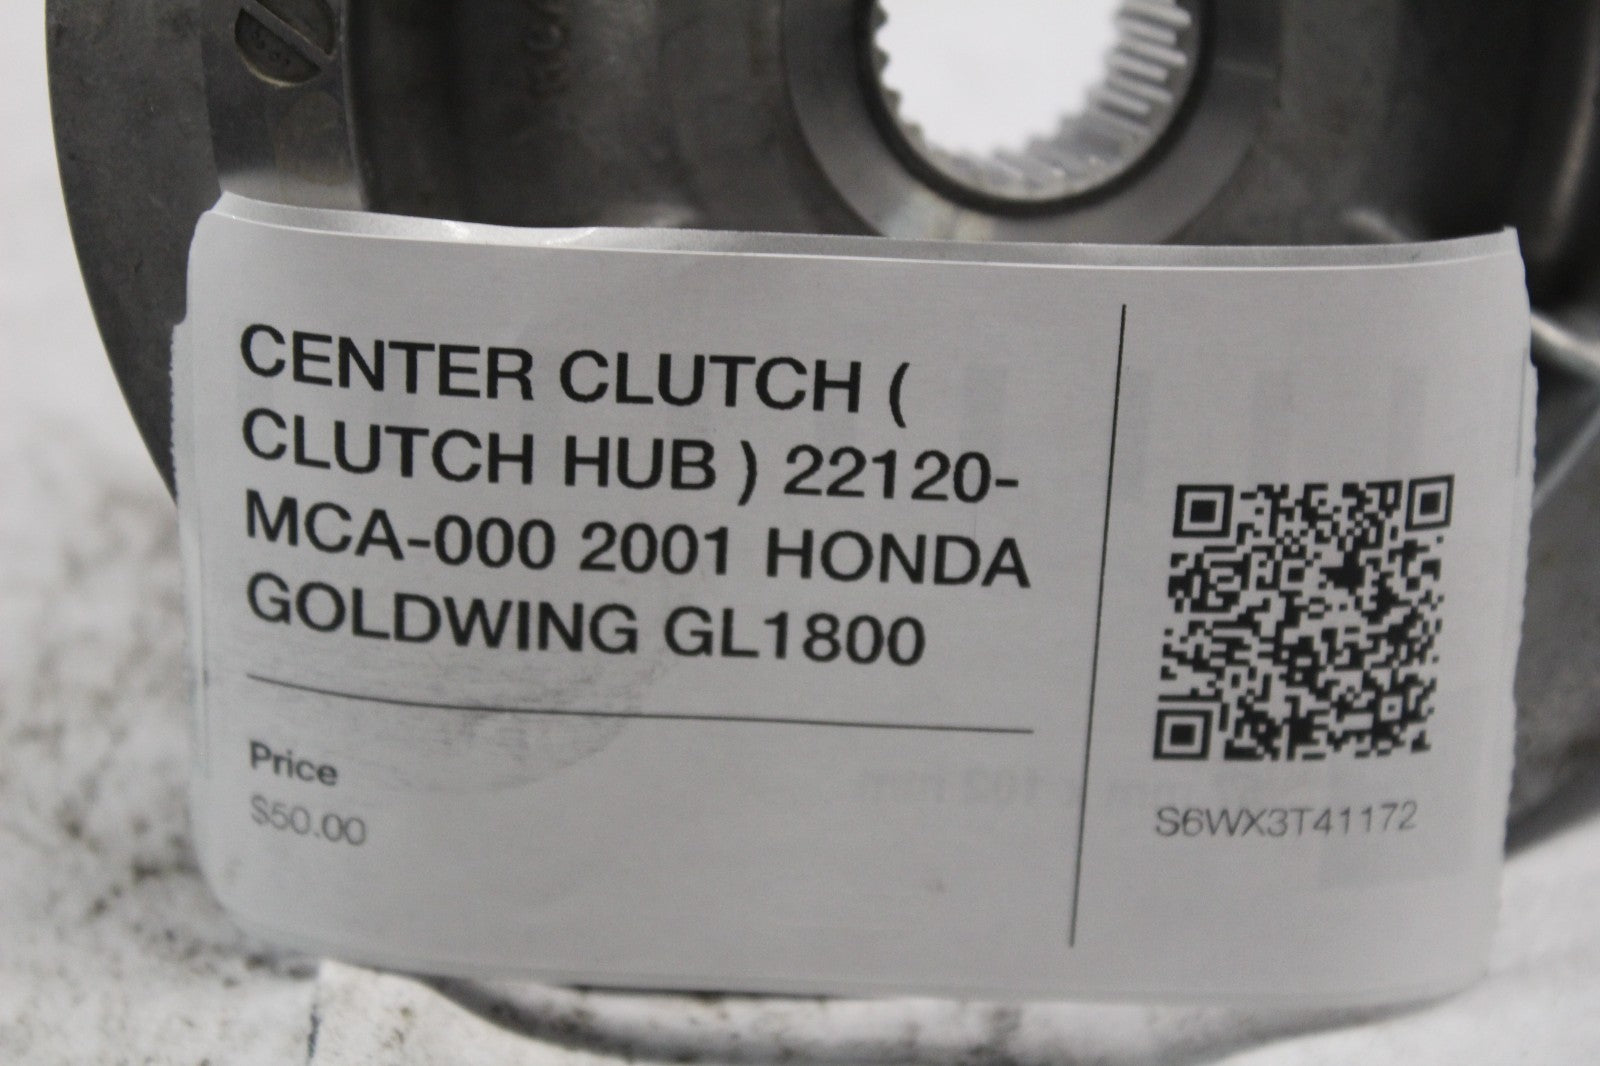 CENTER CLUTCH (
CLUTCH HUB ) 22120-
MCA-000 2001 HONDA
GOLDWING GL1800
Price
$50.00
S6WX3T41172